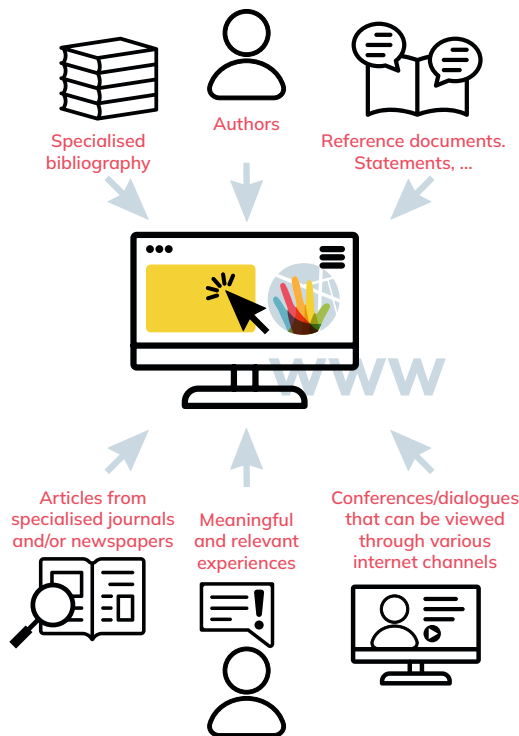 Specialised
bibliography
Authors
Reference documents.
Statements, ...
www
Articles from
specialised journals
and/or newspapers
Meaningful
and relevant
experiences
Conferences/dialogues
that can be viewed
through various
internet channels